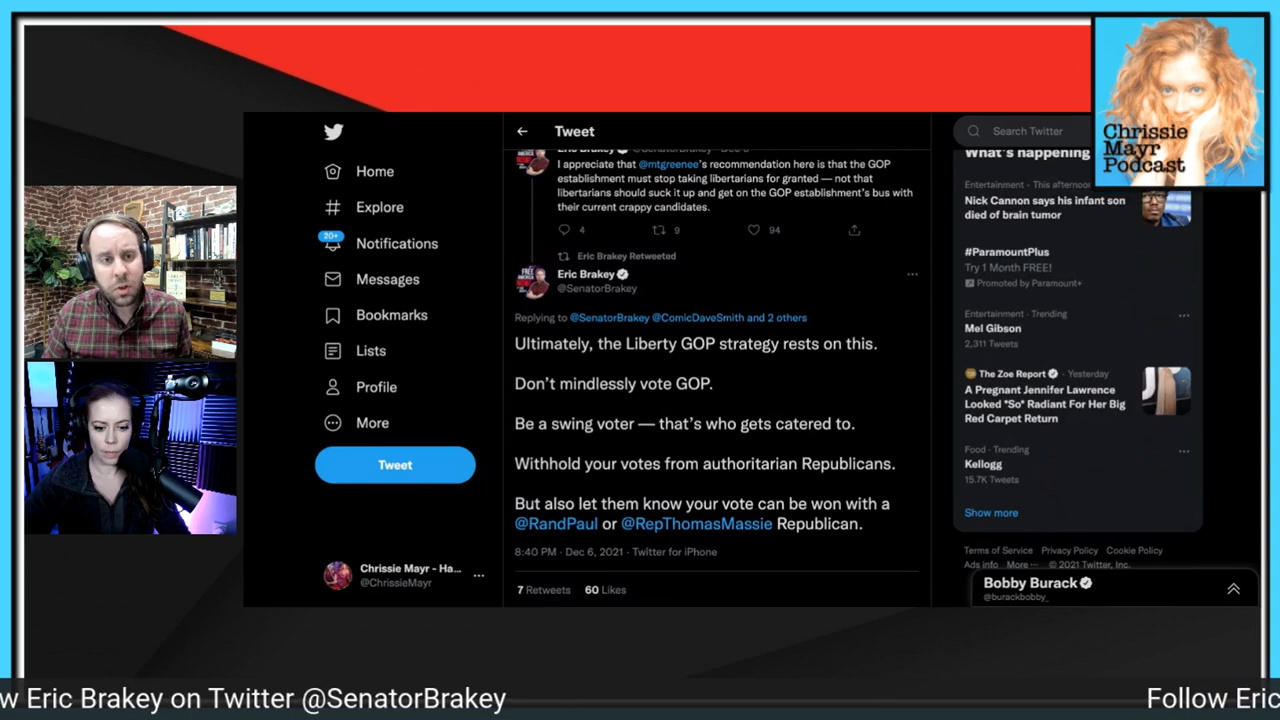 Home
Explore
20+
Notifications
Messages
Bookmarks
Lists
Profile
More
Tweet
Chrissie Mayr - Ha...
@ChrissieMayr
Tweet
Eric Brakey @SenatorBrakey
I appreciate that @mtgreenee's recommendation here is that the GOP
establishment must stop taking libertarians for granted — not that
libertarians should suck it up and get on the GOP establishment's bus with
their current crappy candidates.
4 9 94
Eric Brakey Retweeted
Eric Brakey
@SenatorBrakey
Replying to @SenatorBrakey @ComicDaveSmith and 2 others
Ultimately, the Liberty GOP strategy rests on this.
Don't mindlessly vote GOP.
Be a swing voter — that's who gets catered to.
Withhold your votes from authoritarian Republicans.
But also let them know your vote can be won with a
@RandPaul or @RepThomasMassie Republican.
8:40 PM · Dec 6, 2021 · Twitter for iPhone
7 Retweets 60 Likes
Search Twitter
What's happening
Entertainment · This afternoon
Nick Cannon says his infant son
died of brain tumor
#ParamountPlus
Try 1 Month FREE!
Promoted by Paramount+
Entertainment · Trending
Mel Gibson
2,311 Tweets
The Zoe Report · Yesterday
A Pregnant Jennifer Lawrence
Looked "So" Radiant For Her Big
Red Carpet Return
Food · Trending
Kellogg
15.7K Tweets
Show more
Terms of Service Privacy Policy Cookie Policy
Ads info More ··· © 2021 Twitter, Inc.
Bobby Burack
@burackbobby_
Chrissie
Mayr
Podcast
w Eric Brakey on Twitter @SenatorBrakey
Follow Eric